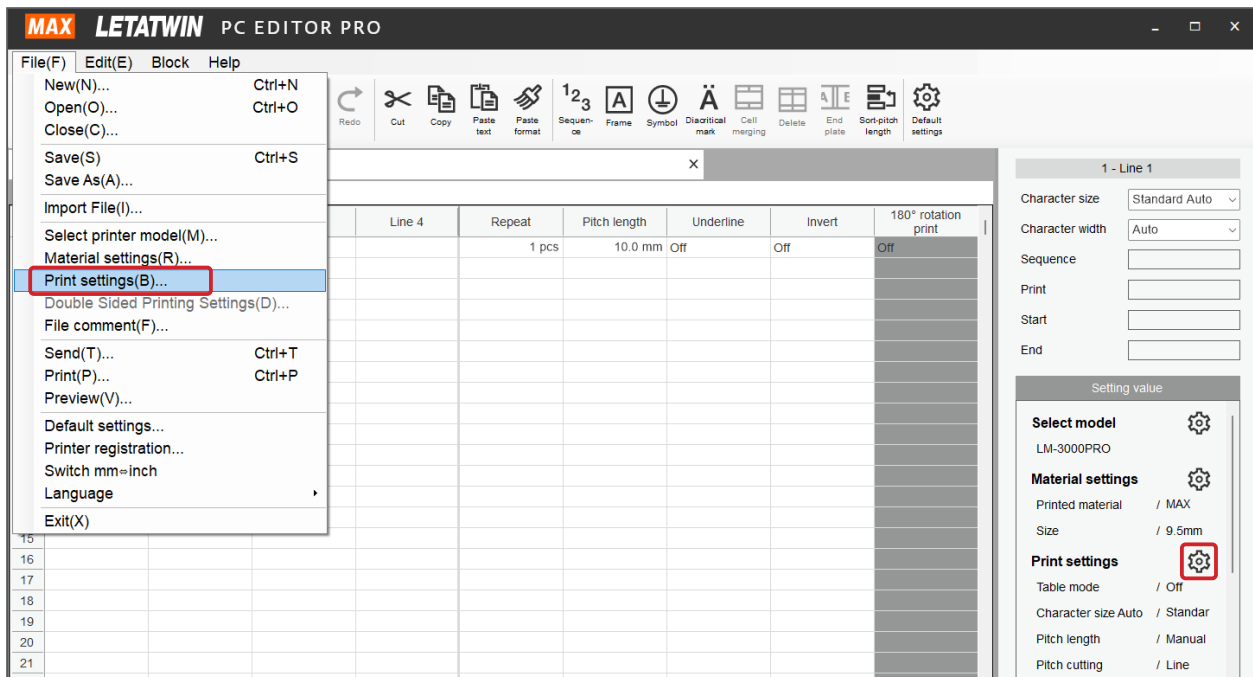 MAX LETATWIN PC EDITOR PRO
File(F) Edit(E) Block Help
New(N)... Ctrl+N
Open(O)... Ctrl+O
Close(C)...
Save(S) Ctrl+S
Save As(A)...
Import File(I)...
Select printer model(M)...
Material settings(R)...
Print settings(B)...
Double Sided Printing Settings(D)...
File comment(F)...
Send(T)... Ctrl+T
Print(P)... Ctrl+P
Preview(V)...
Default settings...
Printer registration...
Switch mm⇔inch
Language
Exit(X)
Redo
Cut
Copy
Paste
text
Paste
format
123
Sequen-
ce
A
Frame
Symbol
Ä
Diacritical
mark
Cell
merging
Delete
A E
End
plate
Sort-pitch
length
Default
settings
Line 4 Repeat Pitch length Underline Invert 180° rotation
print
1 pcs 10.0 mm Off Off Off
15
16
17
18
19
20
21
1 - Line 1
Character size Standard Auto
Character width Auto
Sequence
Print
Start
End
Setting value
Select model
LM-3000PRO
Material settings
Printed material / MAX
Size / 9.5mm
Print settings
Table mode / Off
Character size Auto / Standar
Pitch length / Manual
Pitch cutting / Line